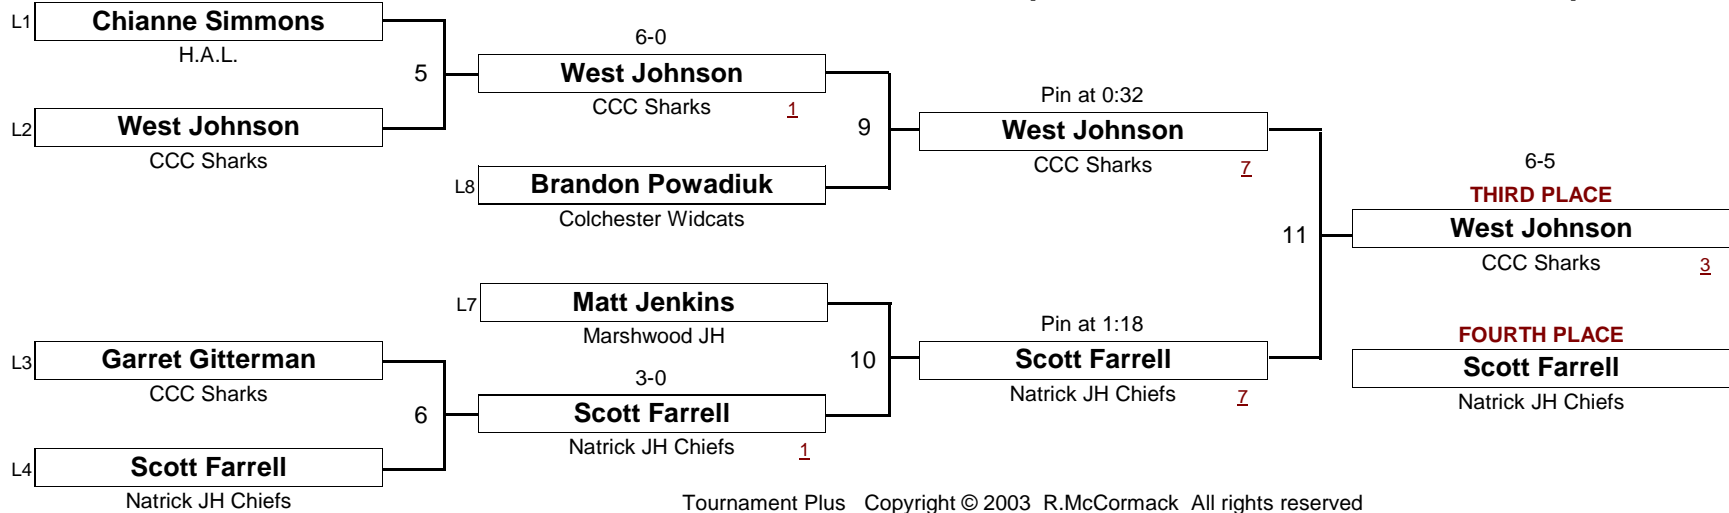 L1 Chianne Simmons
H.A.L.
5
L2 West Johnson
CCC Sharks
6-0
West Johnson
CCC Sharks 1
9
L8 Brandon Powadiuk
Colchester Widcats
Pin at 0:32
West Johnson
CCC Sharks 7
L3 Garret Gitterman
CCC Sharks
6
L4 Scott Farrell
Natrick JH Chiefs
L7 Matt Jenkins
Marshwood JH
10
3-0
Scott Farrell
Natrick JH Chiefs 1
Pin at 1:18
Scott Farrell
Natrick JH Chiefs 7
11
6-5
THIRD PLACE
West Johnson
CCC Sharks 3
FOURTH PLACE
Scott Farrell
Natrick JH Chiefs
Tournament Plus Copyright © 2003 R.McCormack All rights reserved